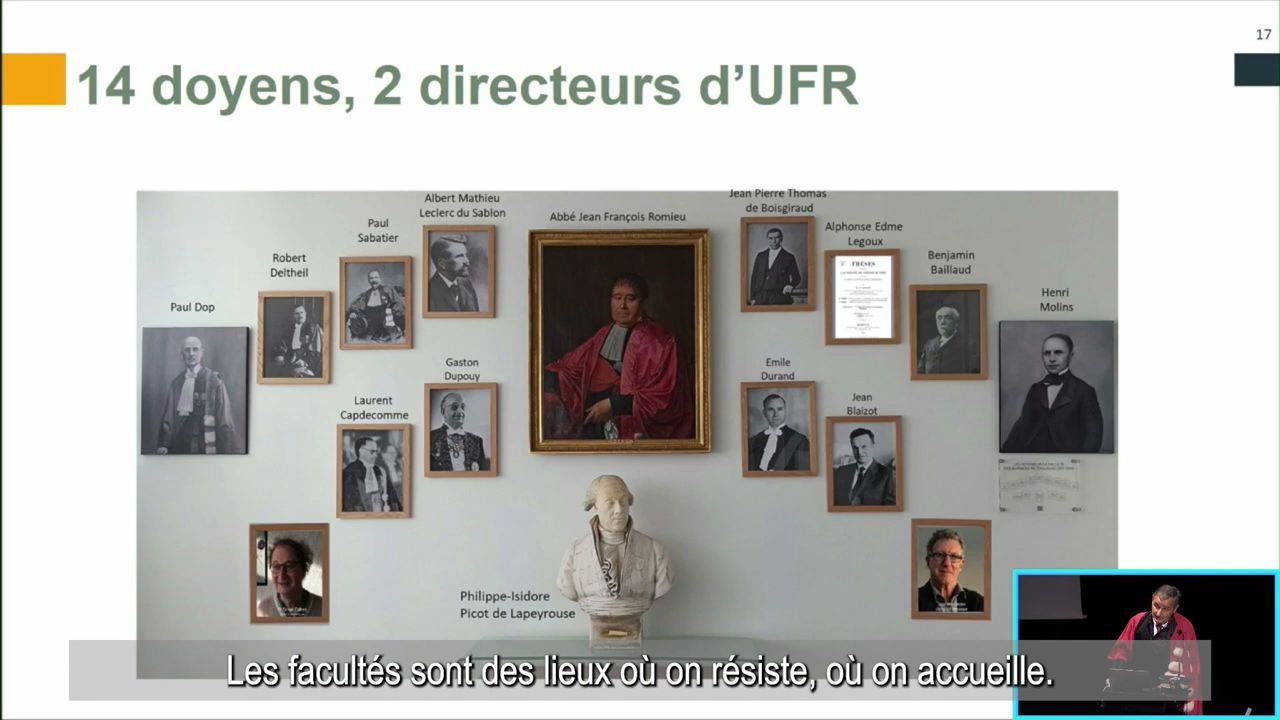 17
14 doyens, 2 directeurs d’UFR
Albert Mathieu
Leclerc du Sablon
Abbé Jean François Romieu
Jean Pierre Thomas
de Boisgiraud
Paul
Sabatier
Alphonse Edme
Legoux
Robert
Deltheil
Benjamin
Baillaud
Paul Dop
Henri
Molins
THÈSES
Gaston
Dupouy
Emile
Durand
Laurent
Capdecomme
Jean
Blaizot
Philippe-Isidore
Picot de Lapeyrouse
Les facultés sont des lieux où on résiste, où on accueille.